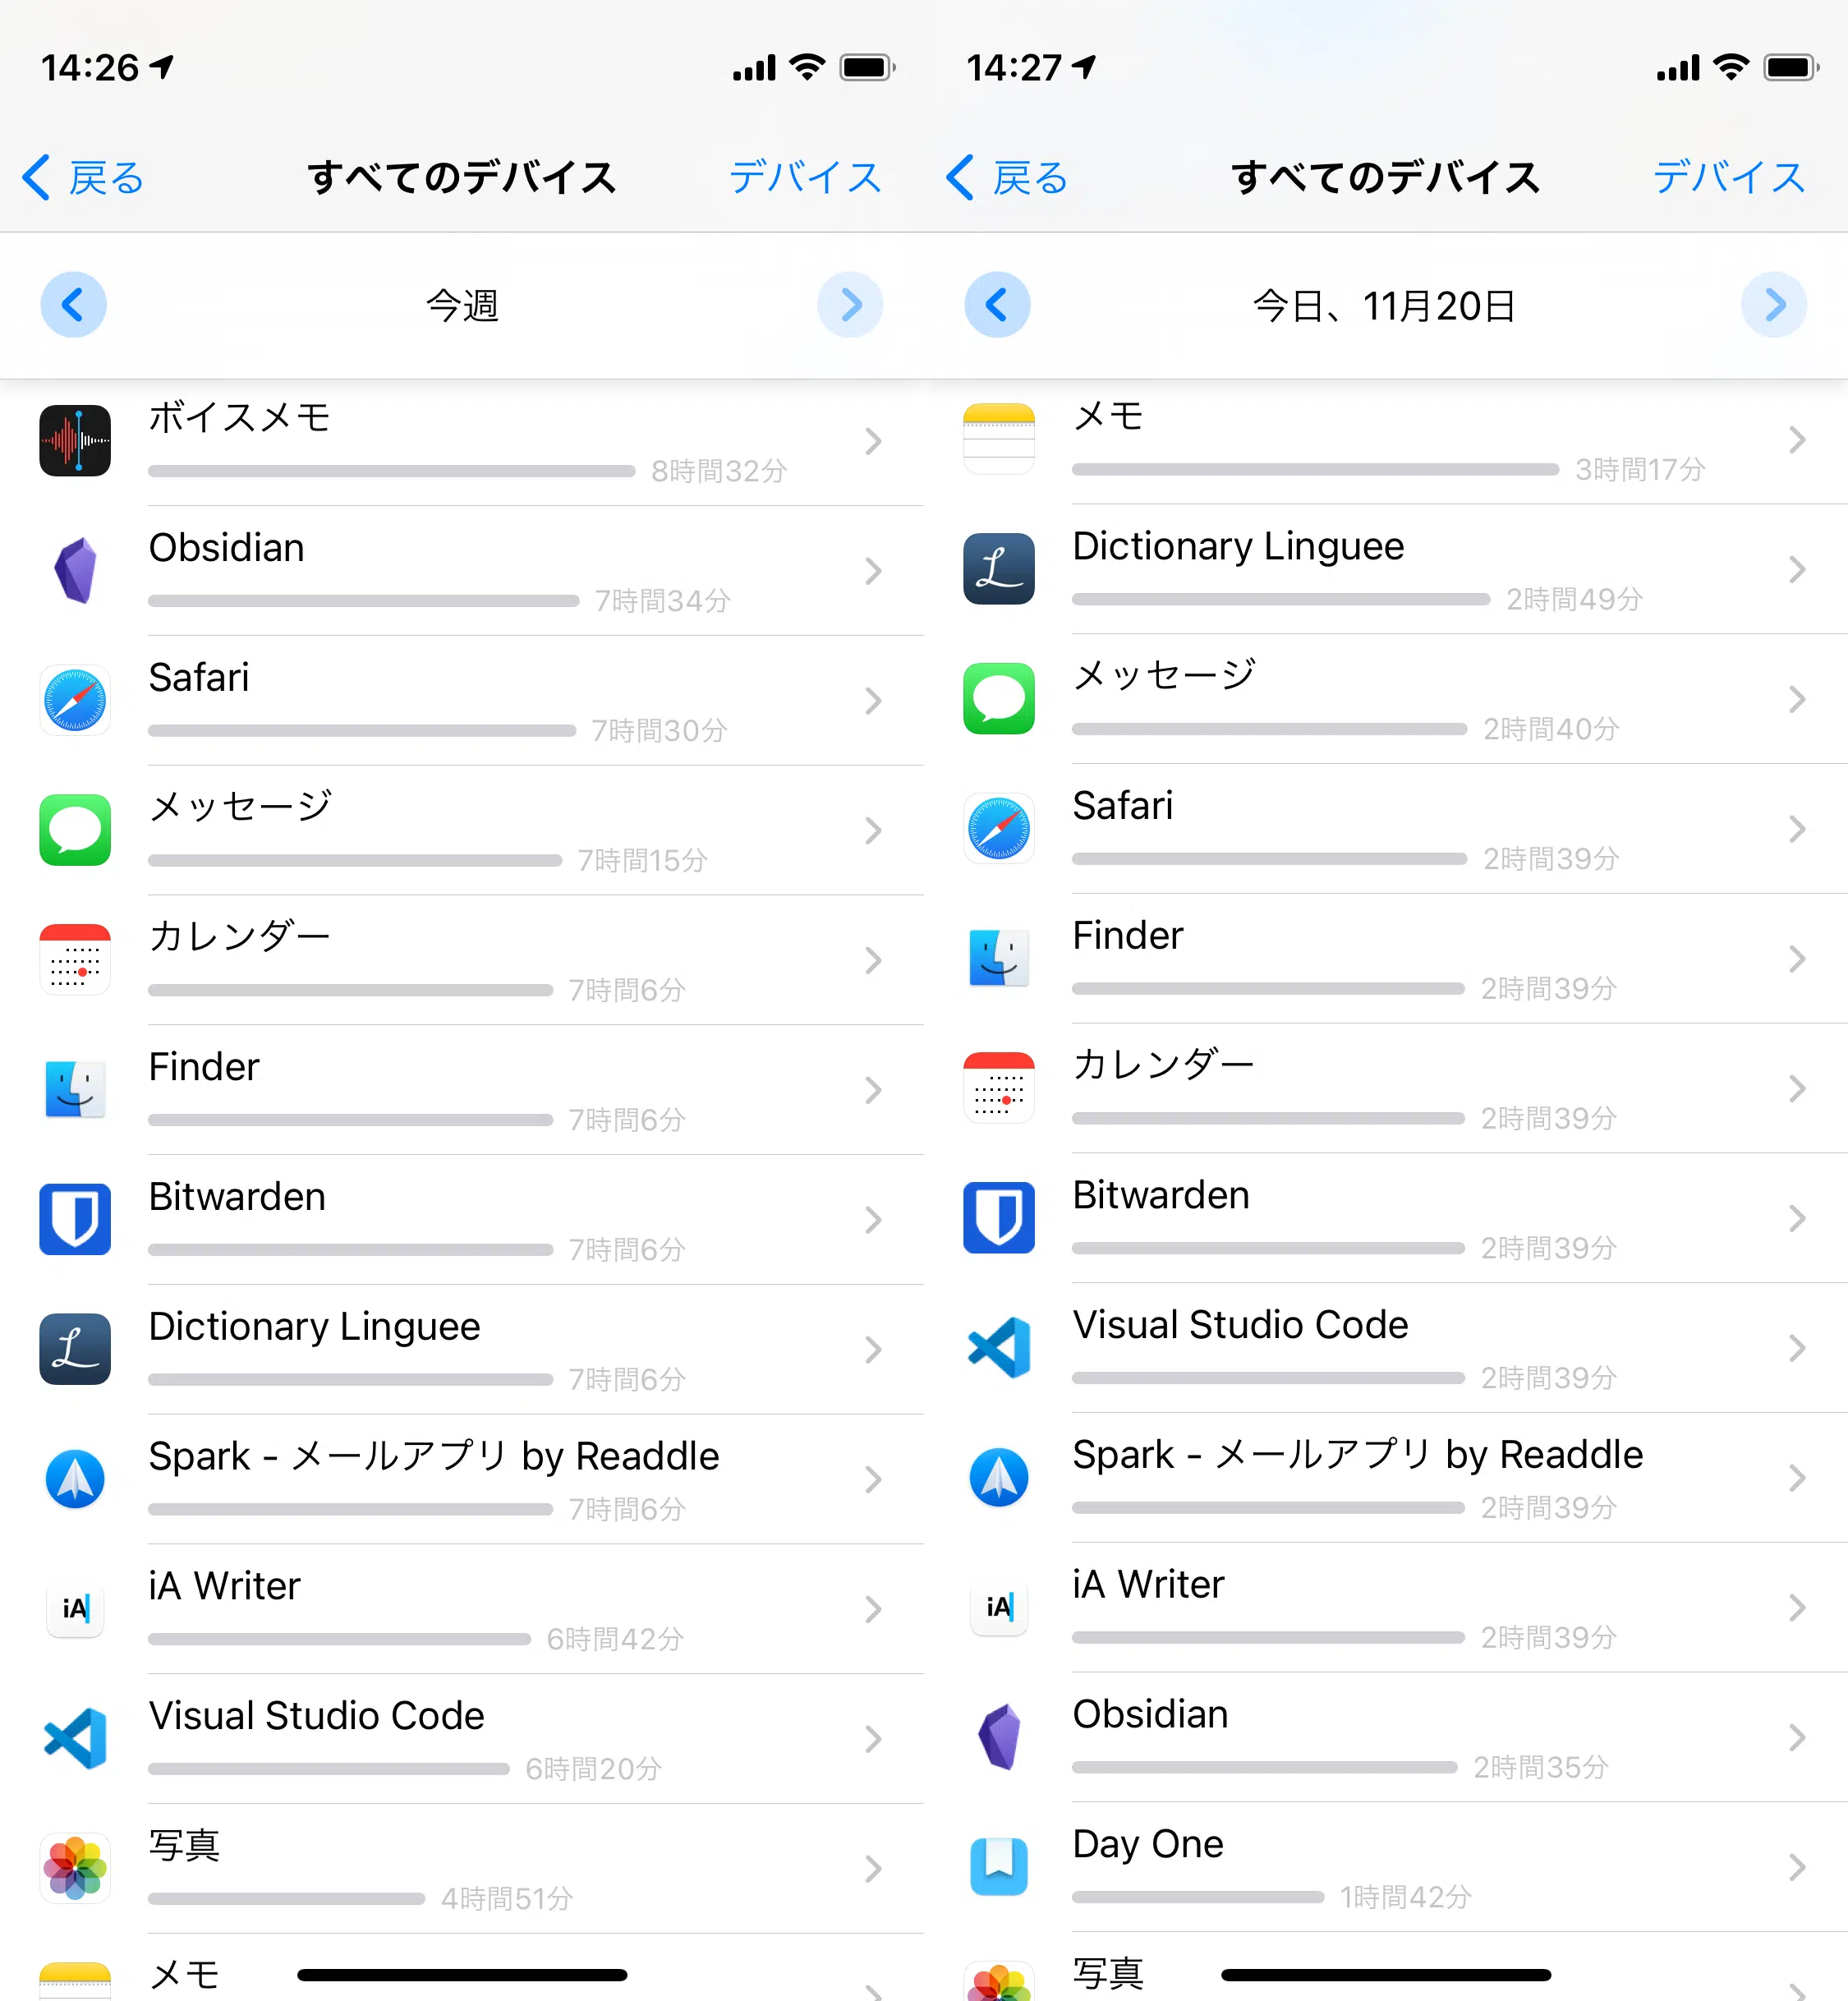 14:26
戻る
すべてのデバイス
デバイス
今週
ボイスメモ
8時間32分
Obsidian
7時間34分
Safari
7時間30分
メッセージ
7時間15分
カレンダー
7時間6分
Finder
7時間6分
Bitwarden
7時間6分
Dictionary Linguee
7時間6分
Spark - メールアプリ by Readdle
7時間6分
iA
iA Writer
6時間42分
Visual Studio Code
6時間20分
写真
4時間51分
メモ
14:27
戻る
すべてのデバイス
デバイス
今日、11月20日
メモ
3時間17分
L
Dictionary Linguee
2時間49分
メッセージ
2時間40分
Safari
2時間39分
Finder
2時間39分
カレンダー
2時間39分
Bitwarden
2時間39分
Visual Studio Code
2時間39分
Spark - メールアプリ by Readdle
2時間39分
iA
iA Writer
2時間39分
Obsidian
2時間35分
Day One
1時間42分
写真